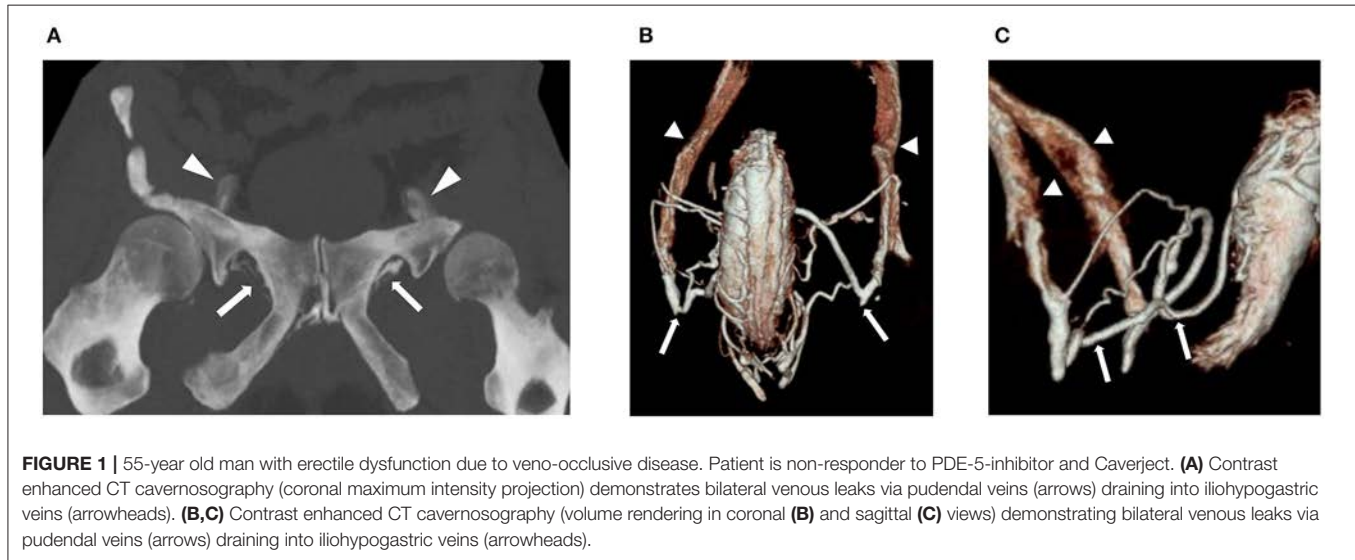 A
B
C
FIGURE 1 | 55-year old man with erectile dysfunction due to veno-occlusive disease. Patient is non-responder to PDE-5-inhibitor and Caverject. (A) Contrast
enhanced CT cavernosography (coronal maximum intensity projection) demonstrates bilateral venous leaks via pudendal veins (arrows) draining into iliohypogastric
veins (arrowheads). (B,C) Contrast enhanced CT cavernosography (volume rendering in coronal (B) and sagittal (C) views) demonstrating bilateral venous leaks via
pudendal veins (arrows) draining into iliohypogastric veins (arrowheads).